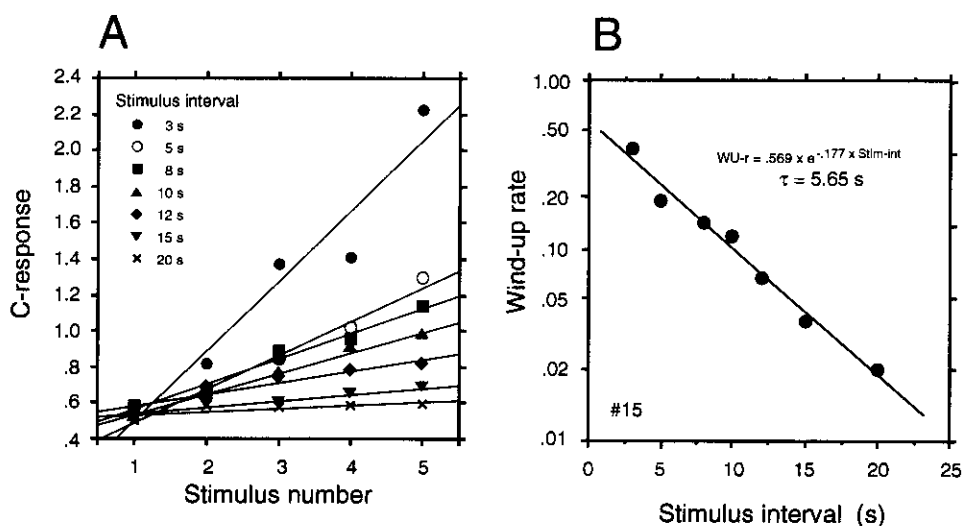 A
C-response
2.4
2.2
2.0
1.8
1.6
1.4
1.2
1.0
.8
.6
.4
Stimulus interval
3 s
5 s
8 s
10 s
12 s
15 s
20 s
1 2 3 4 5
Stimulus number
B
Wind-up rate
1.00
.50
.20
.10
.05
.02
.01
WU-r = .569 x e-.177 x Stim-int
τ = 5.65 s
#15
0 5 10 15 20 25
Stimulus interval (s)